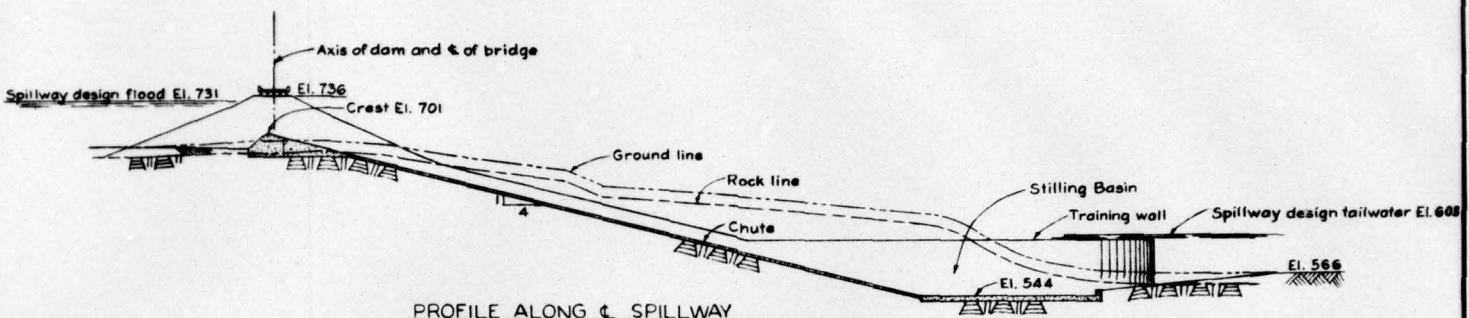 Axis of dam and ℄ of bridge
Spillway design flood El. 731
El. 736
Crest El. 701
Ground line
Rock line
Stilling Basin
Training wall
Spillway design tailwater El. 608
4
Chute
El. 566
El. 544
PROFILE ALONG ℄ SPILLWAY